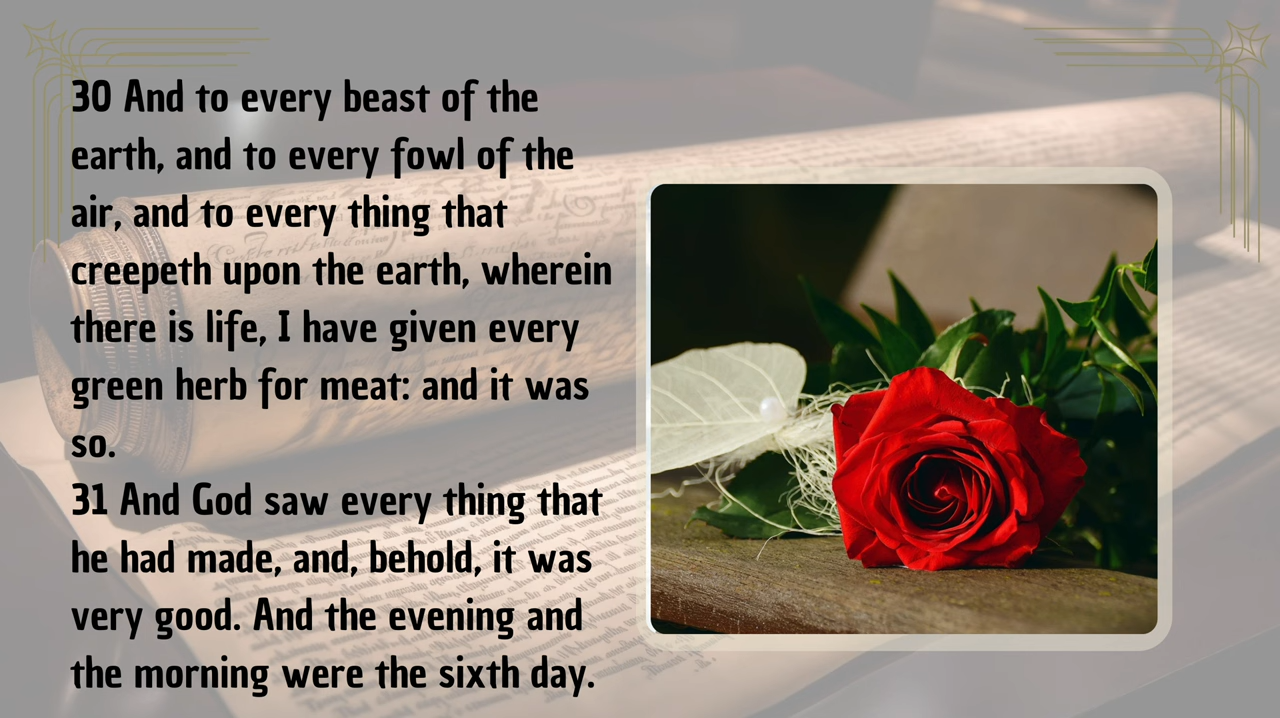 30 And to every beast of the
earth, and to every fowl of the
air, and to every thing that
creepeth upon the earth, wherein
there is life, I have given every
green herb for meat: and it was
so.
31 And God saw every thing that
he had made, and, behold, it was
very good. And the evening and
the morning were the sixth day.